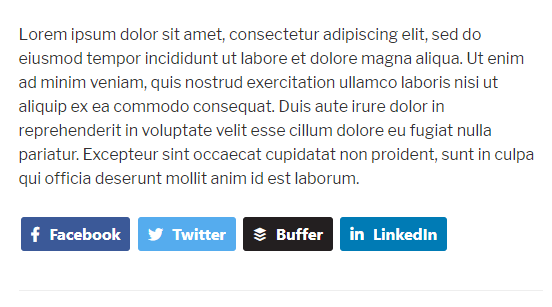 Lorem ipsum dolor sit amet, consectetur adipiscing elit, sed do
eiusmod tempor incididunt ut labore et dolore magna aliqua. Ut enim
ad minim veniam, quis nostrud exercitation ullamco laboris nisi ut
aliquip ex ea commodo consequat. Duis aute irure dolor in
reprehenderit in voluptate velit esse cillum dolore eu fugiat nulla
pariatur. Excepteur sint occaecat cupidatat non proident, sunt in culpa
qui officia deserunt mollit anim id est laborum.
Facebook Twitter Buffer LinkedIn